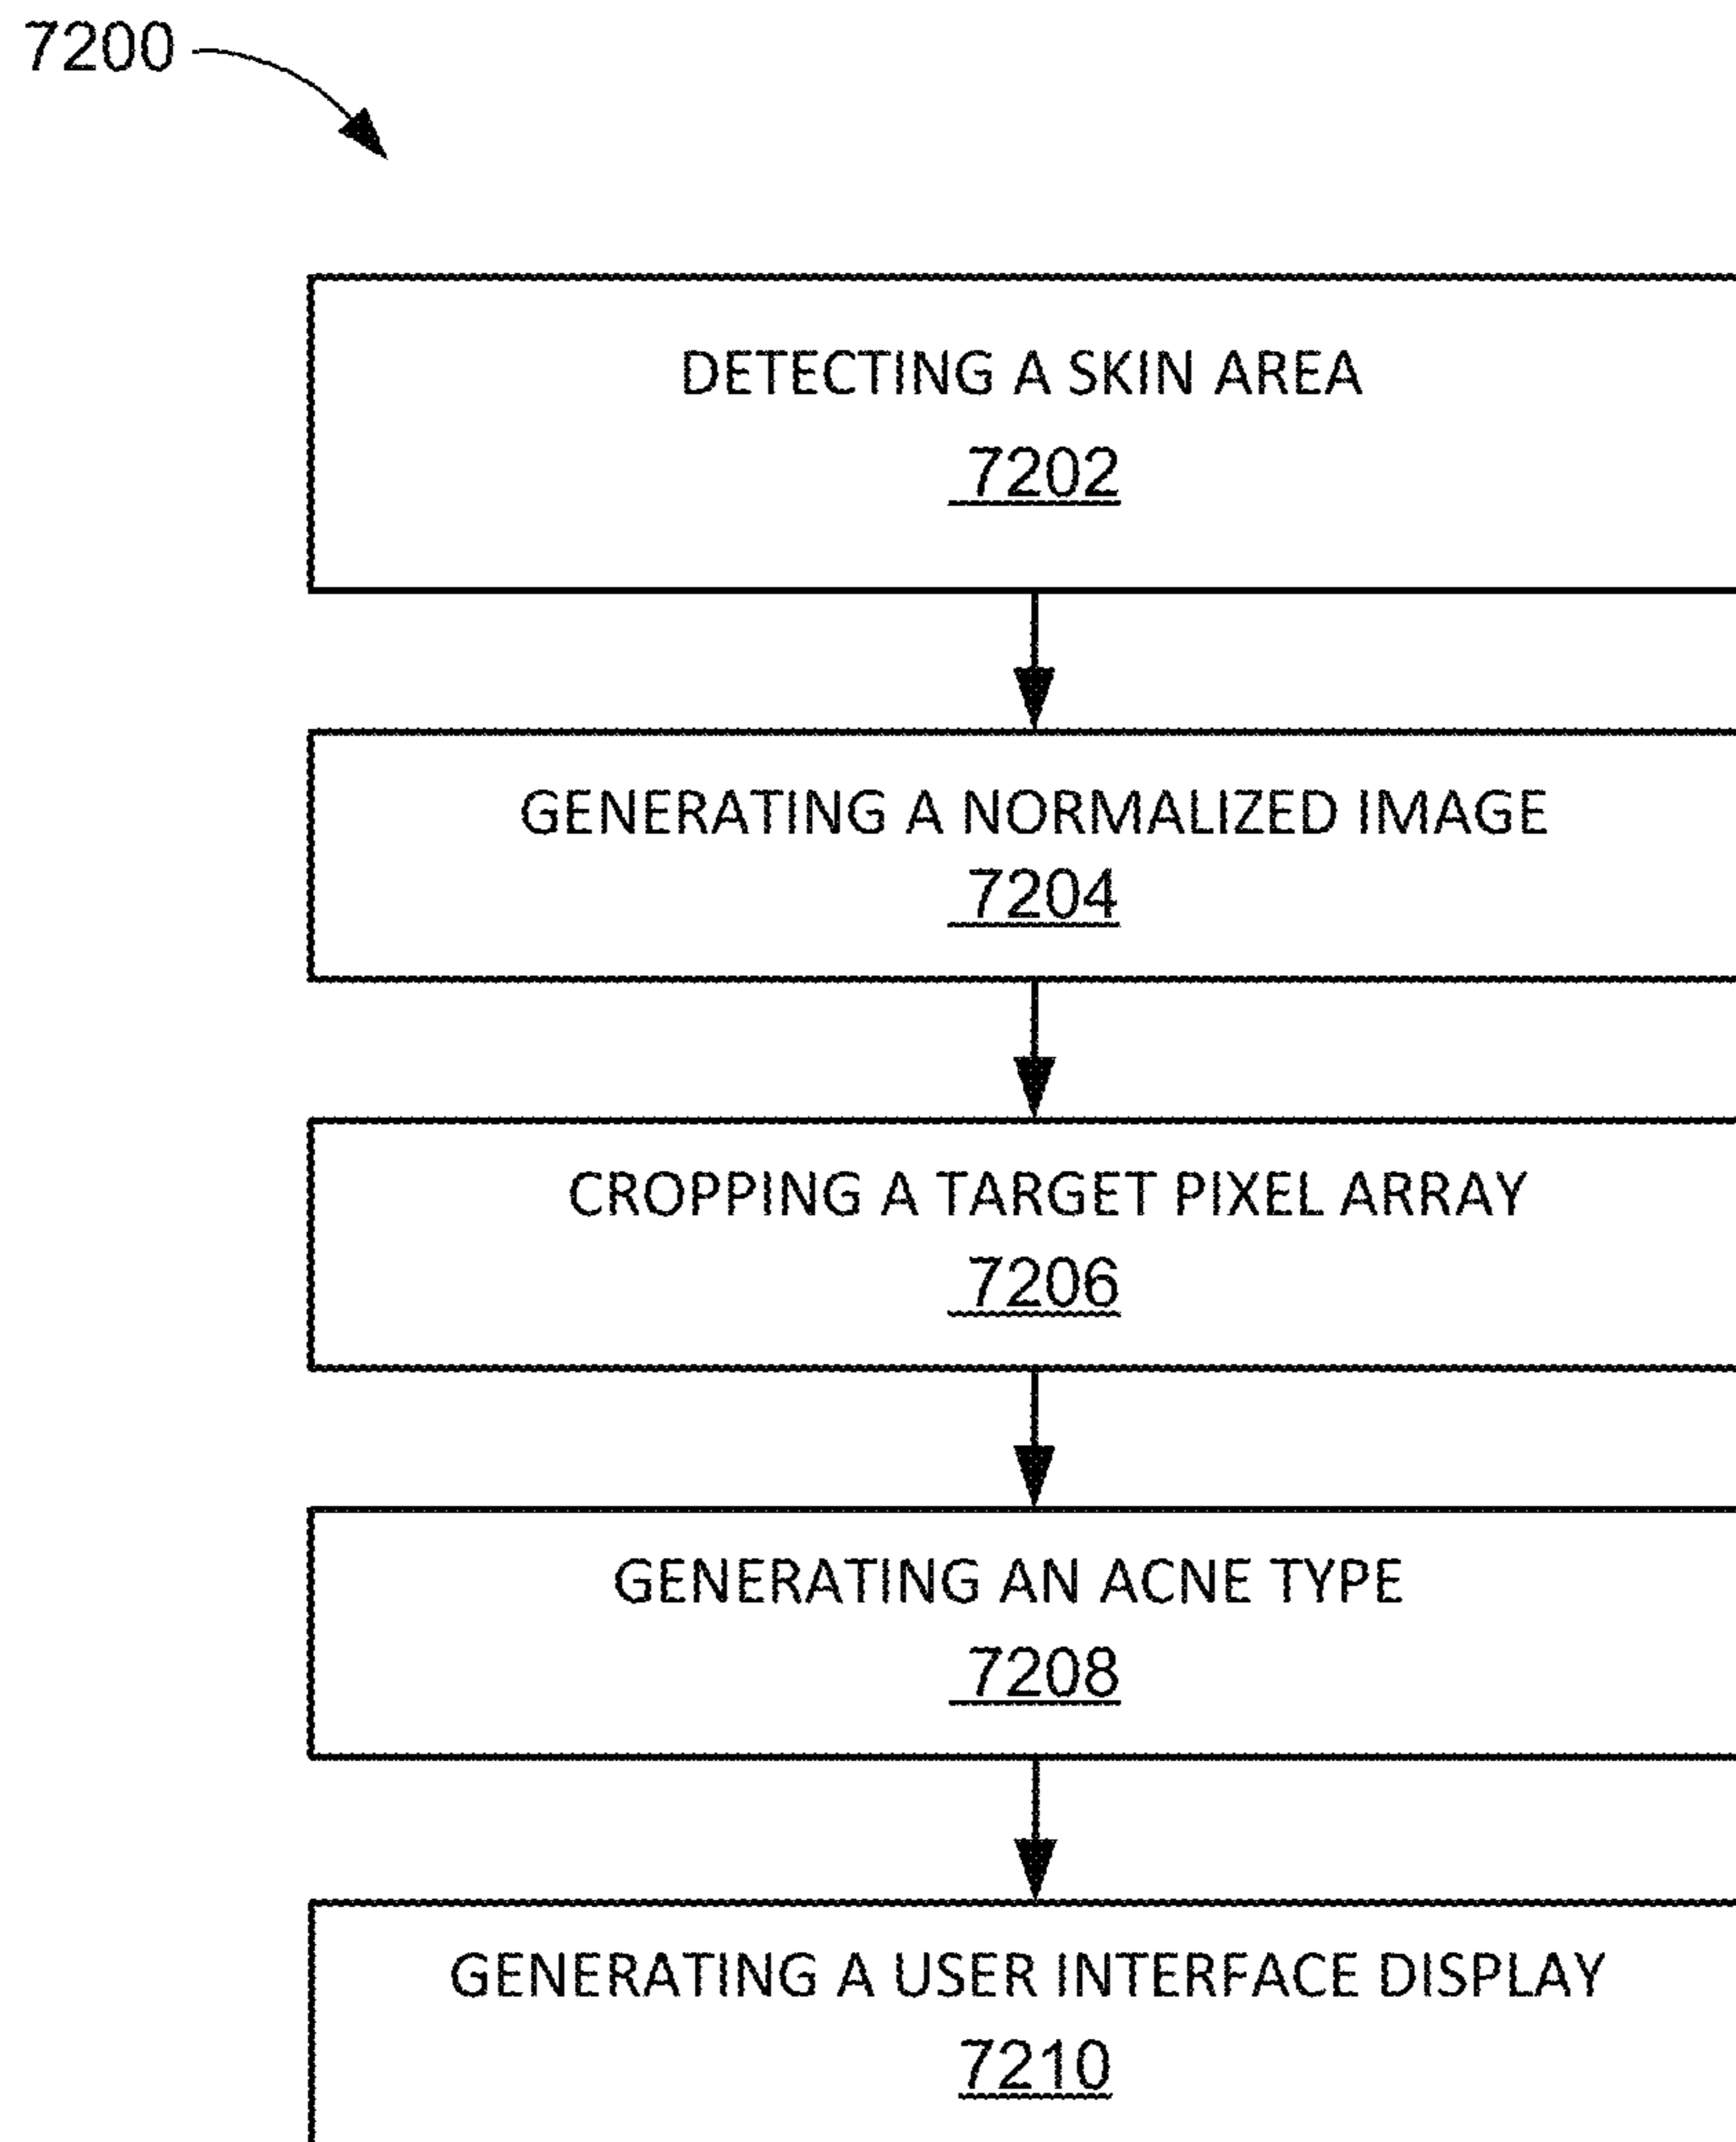 7200
DETECTING A SKIN AREA
7202
GENERATING A NORMALIZED IMAGE
7204
CROPPING A TARGET PIXEL ARRAY
7206
GENERATING AN ACNE TYPE
7208
GENERATING A USER INTERFACE DISPLAY
7210